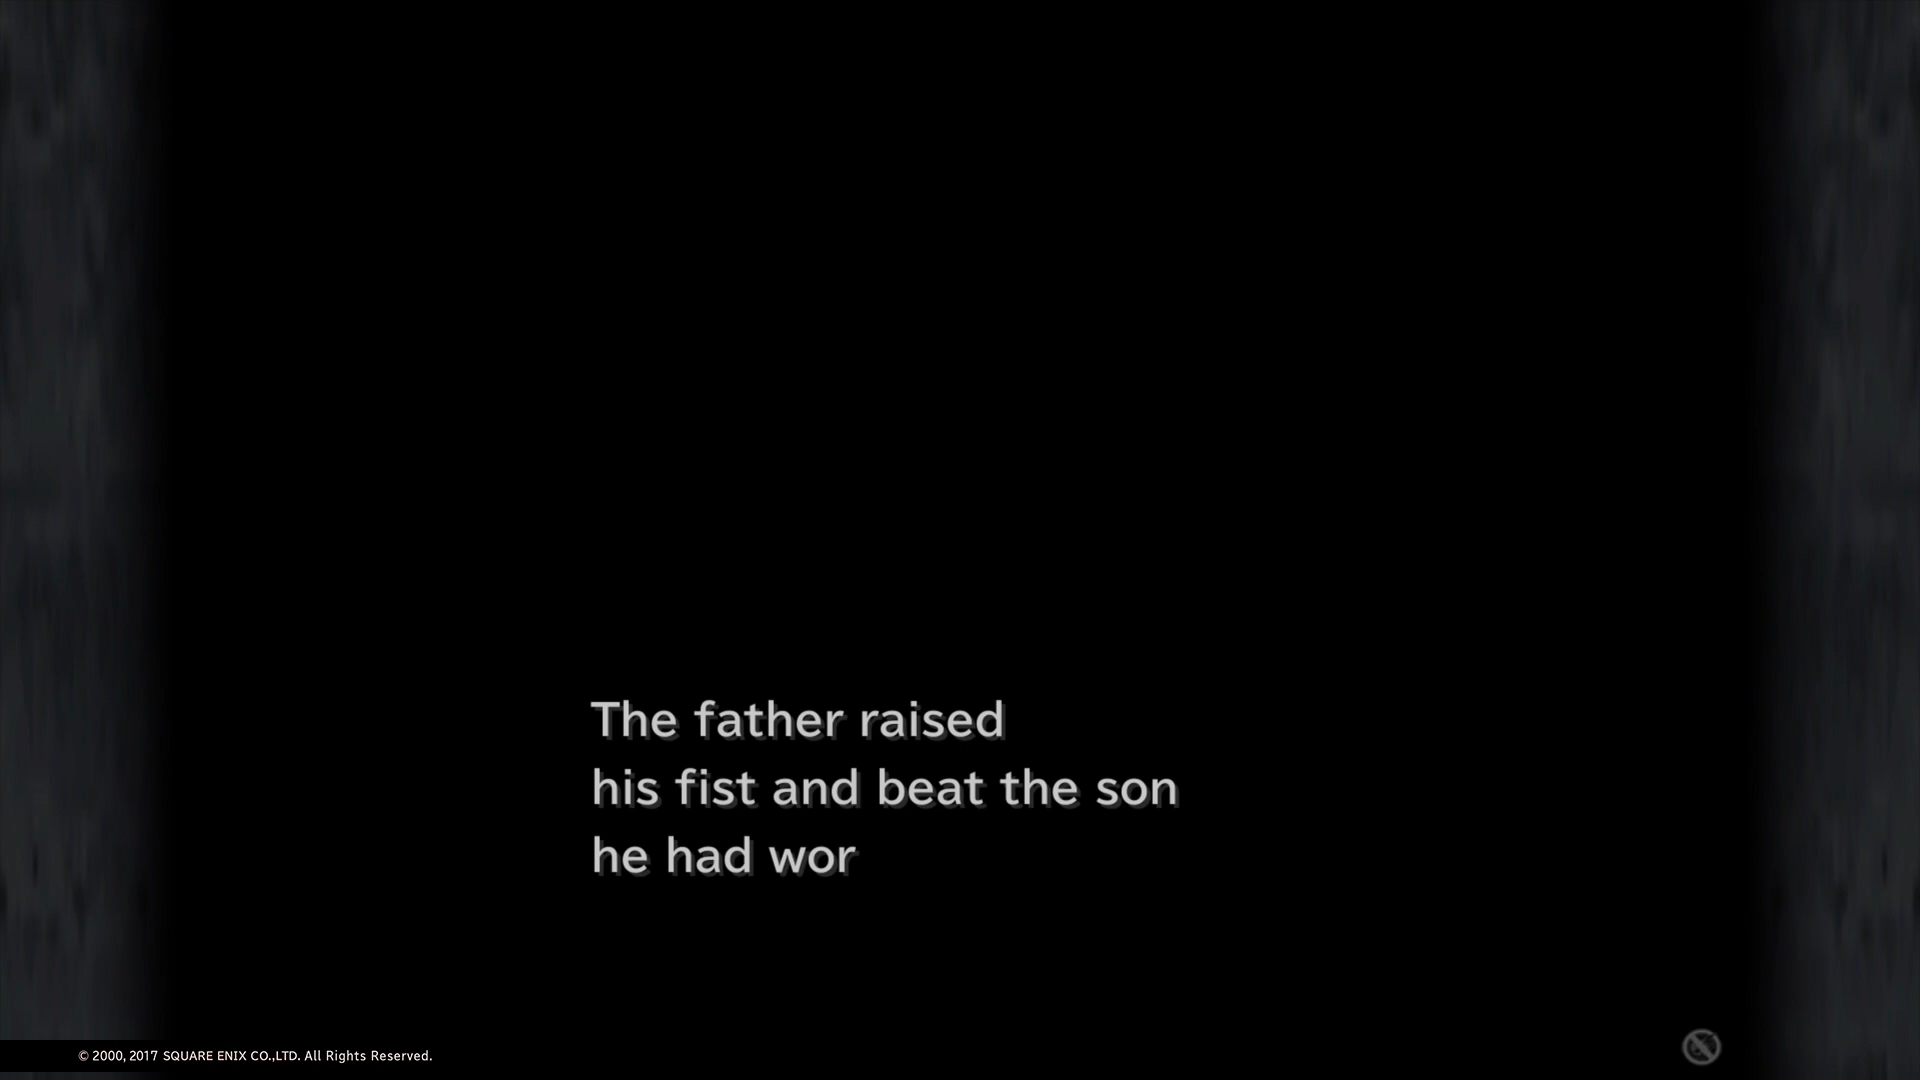 The father raised
his fist and beat the son
he had wor
© 2000, 2017 SQUARE ENIX CO.,LTD. All Rights Reserved.